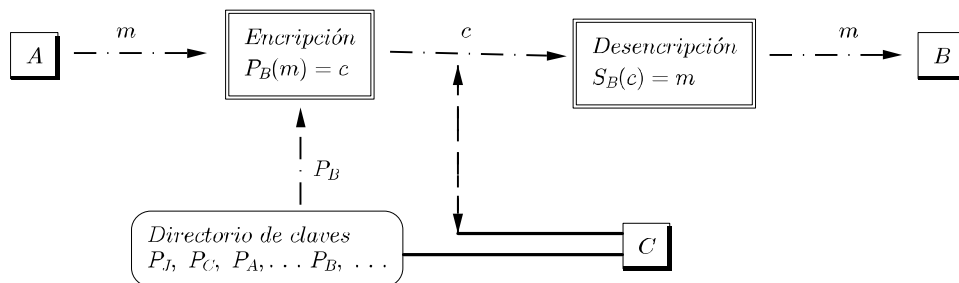 A
m
Encripción
P_B(m) = c
c
Desencripción
S_B(c) = m
m
B
P_B
Directorio de claves
P_J, P_C, P_A, . . . P_B, . . .
C